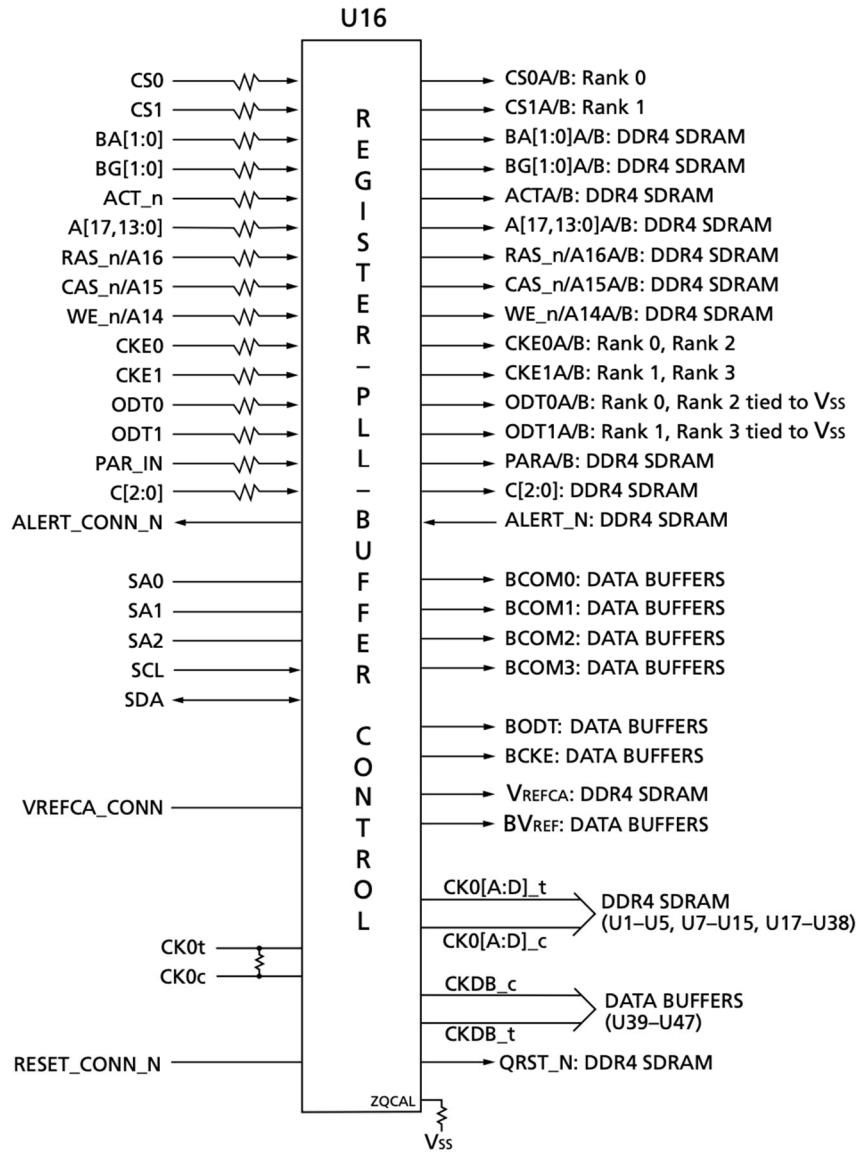 U16
CS0
CS1
BA[1:0]
BG[1:0]
ACT_n
A[17,13:0]
RAS_n/A16
CAS_n/A15
WE_n/A14
CKE0
CKE1
ODT0
ODT1
PAR_IN
C[2:0]
ALERT_CONN_N
SA0
SA1
SA2
SCL
SDA
VREFCA_CONN
CK0t
CK0c
RESET_CONN_N
REGISTER–PLL–BUFFER CONTROL
ZQCAL
VSS
CS0A/B: Rank 0
CS1A/B: Rank 1
BA[1:0]A/B: DDR4 SDRAM
BG[1:0]A/B: DDR4 SDRAM
ACTA/B: DDR4 SDRAM
A[17,13:0]A/B: DDR4 SDRAM
RAS_n/A16A/B: DDR4 SDRAM
CAS_n/A15A/B: DDR4 SDRAM
WE_n/A14A/B: DDR4 SDRAM
CKE0A/B: Rank 0, Rank 2
CKE1A/B: Rank 1, Rank 3
ODT0A/B: Rank 0, Rank 2 tied to VSS
ODT1A/B: Rank 1, Rank 3 tied to VSS
PARA/B: DDR4 SDRAM
C[2:0]: DDR4 SDRAM
ALERT_N: DDR4 SDRAM
BCOM0: DATA BUFFERS
BCOM1: DATA BUFFERS
BCOM2: DATA BUFFERS
BCOM3: DATA BUFFERS
BODT: DATA BUFFERS
BCKE: DATA BUFFERS
VREFCA: DDR4 SDRAM
BVREF: DATA BUFFERS
CK0[A:D]_t
CK0[A:D]_c
DDR4 SDRAM
(U1–U5, U7–U15, U17–U38)
CKDB_c
CKDB_t
DATA BUFFERS
(U39–U47)
QRST_N: DDR4 SDRAM